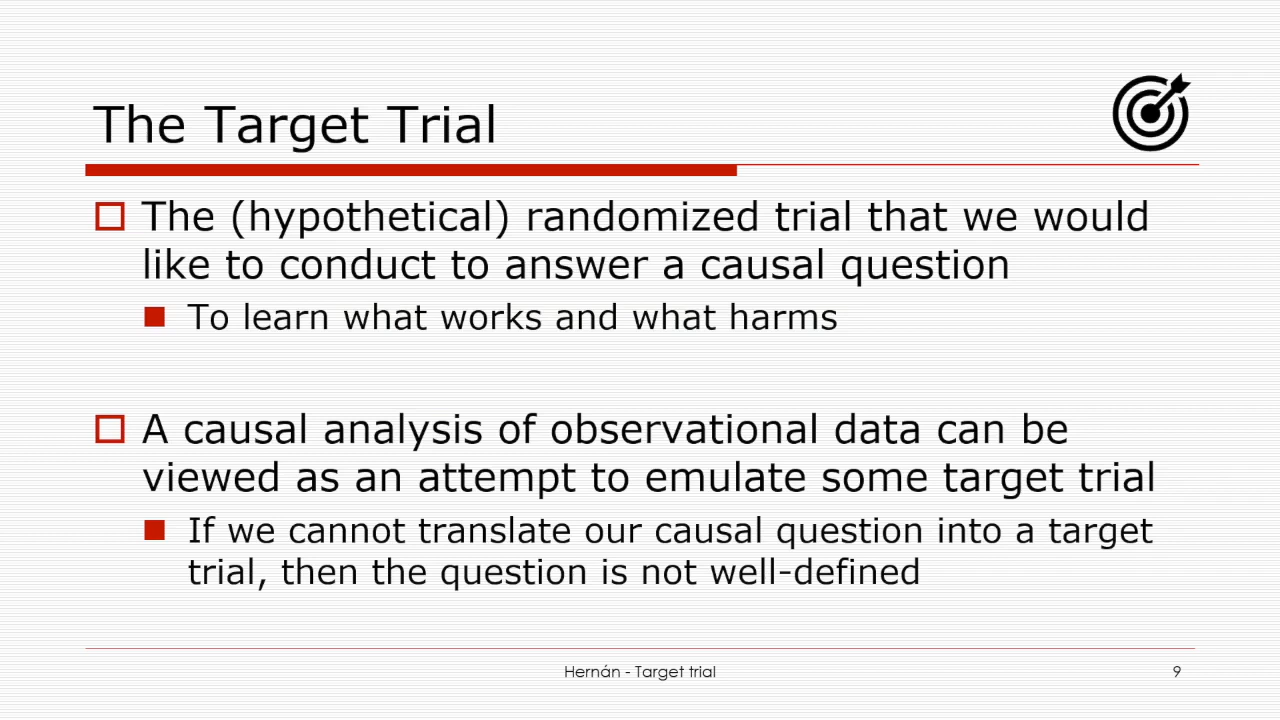 The Target Trial
The (hypothetical) randomized trial that we would
like to conduct to answer a causal question
To learn what works and what harms
A causal analysis of observational data can be
viewed as an attempt to emulate some target trial
If we cannot translate our causal question into a target
trial, then the question is not well-defined
Hernán - Target trial
9